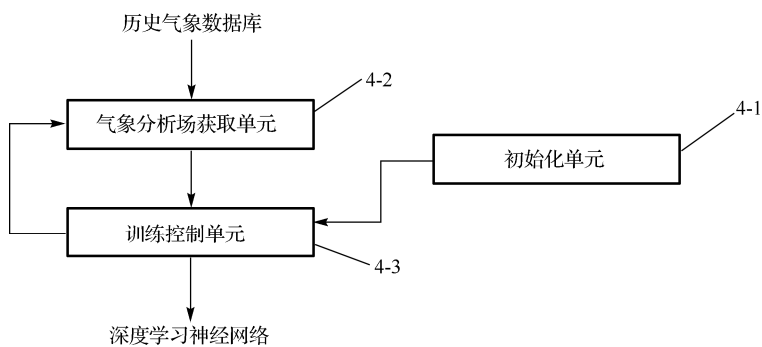 历史气象数据库
4-2
气象分析场获取单元
4-1
初始化单元
训练控制单元
4-3
深度学习神经网络